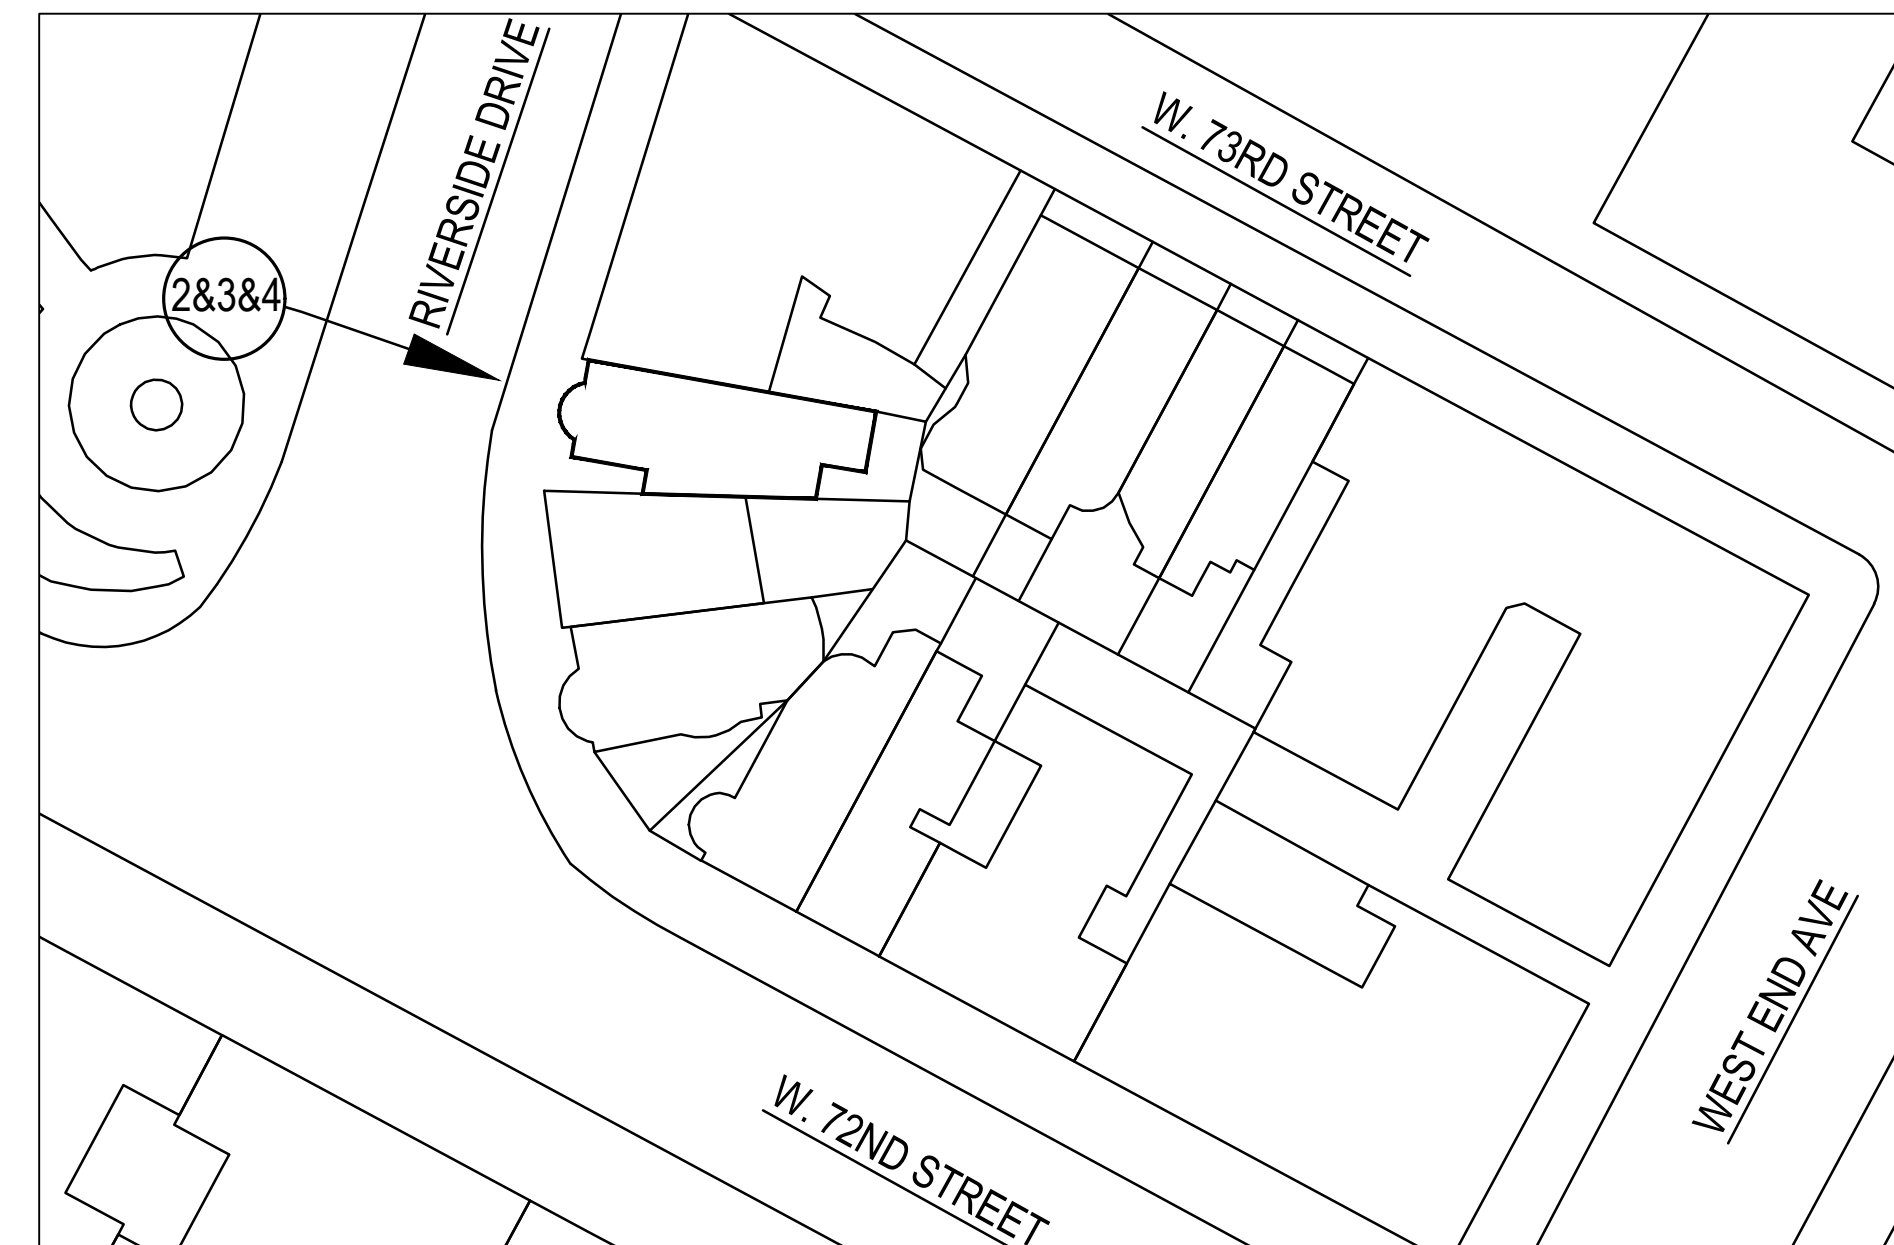 RIVERSIDE DRIVE
W. 73RD STREET
2&3&4
WEST END AVE
W. 72ND STREET